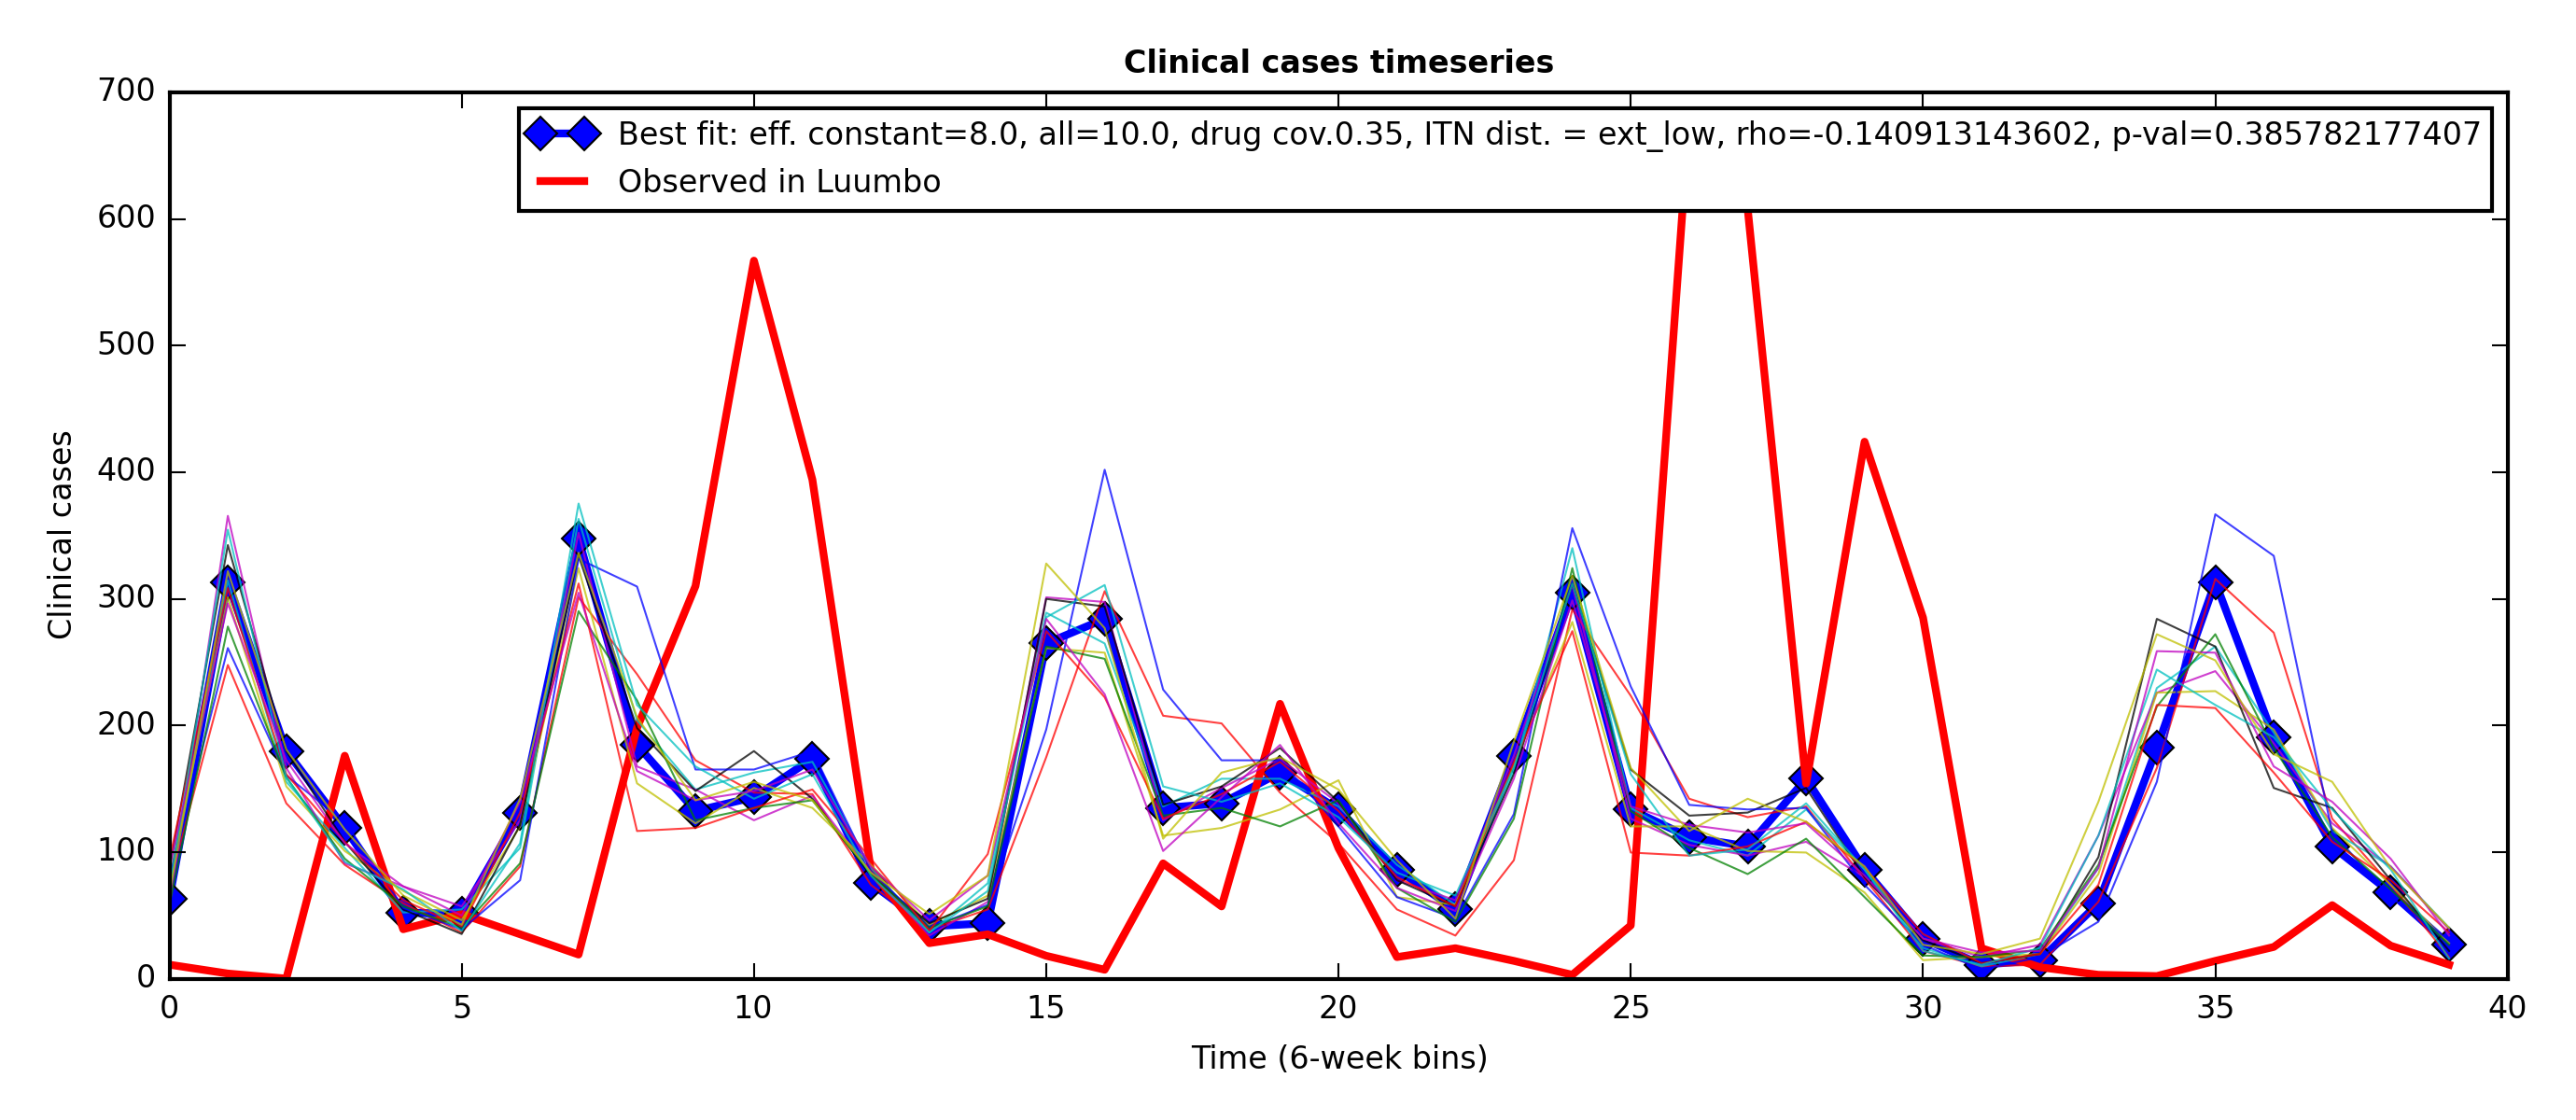 Clinical cases timeseries
700
600
500
400
300
200
100
0
Clinical cases
Best fit: eff. constant=8.0, all=10.0, drug cov.0.35, ITN dist. = ext_low, rho=-0.140913143602, p-val=0.385782177407
Observed in Luumbo
0 5 10 15 20 25 30 35 40
Time (6-week bins)